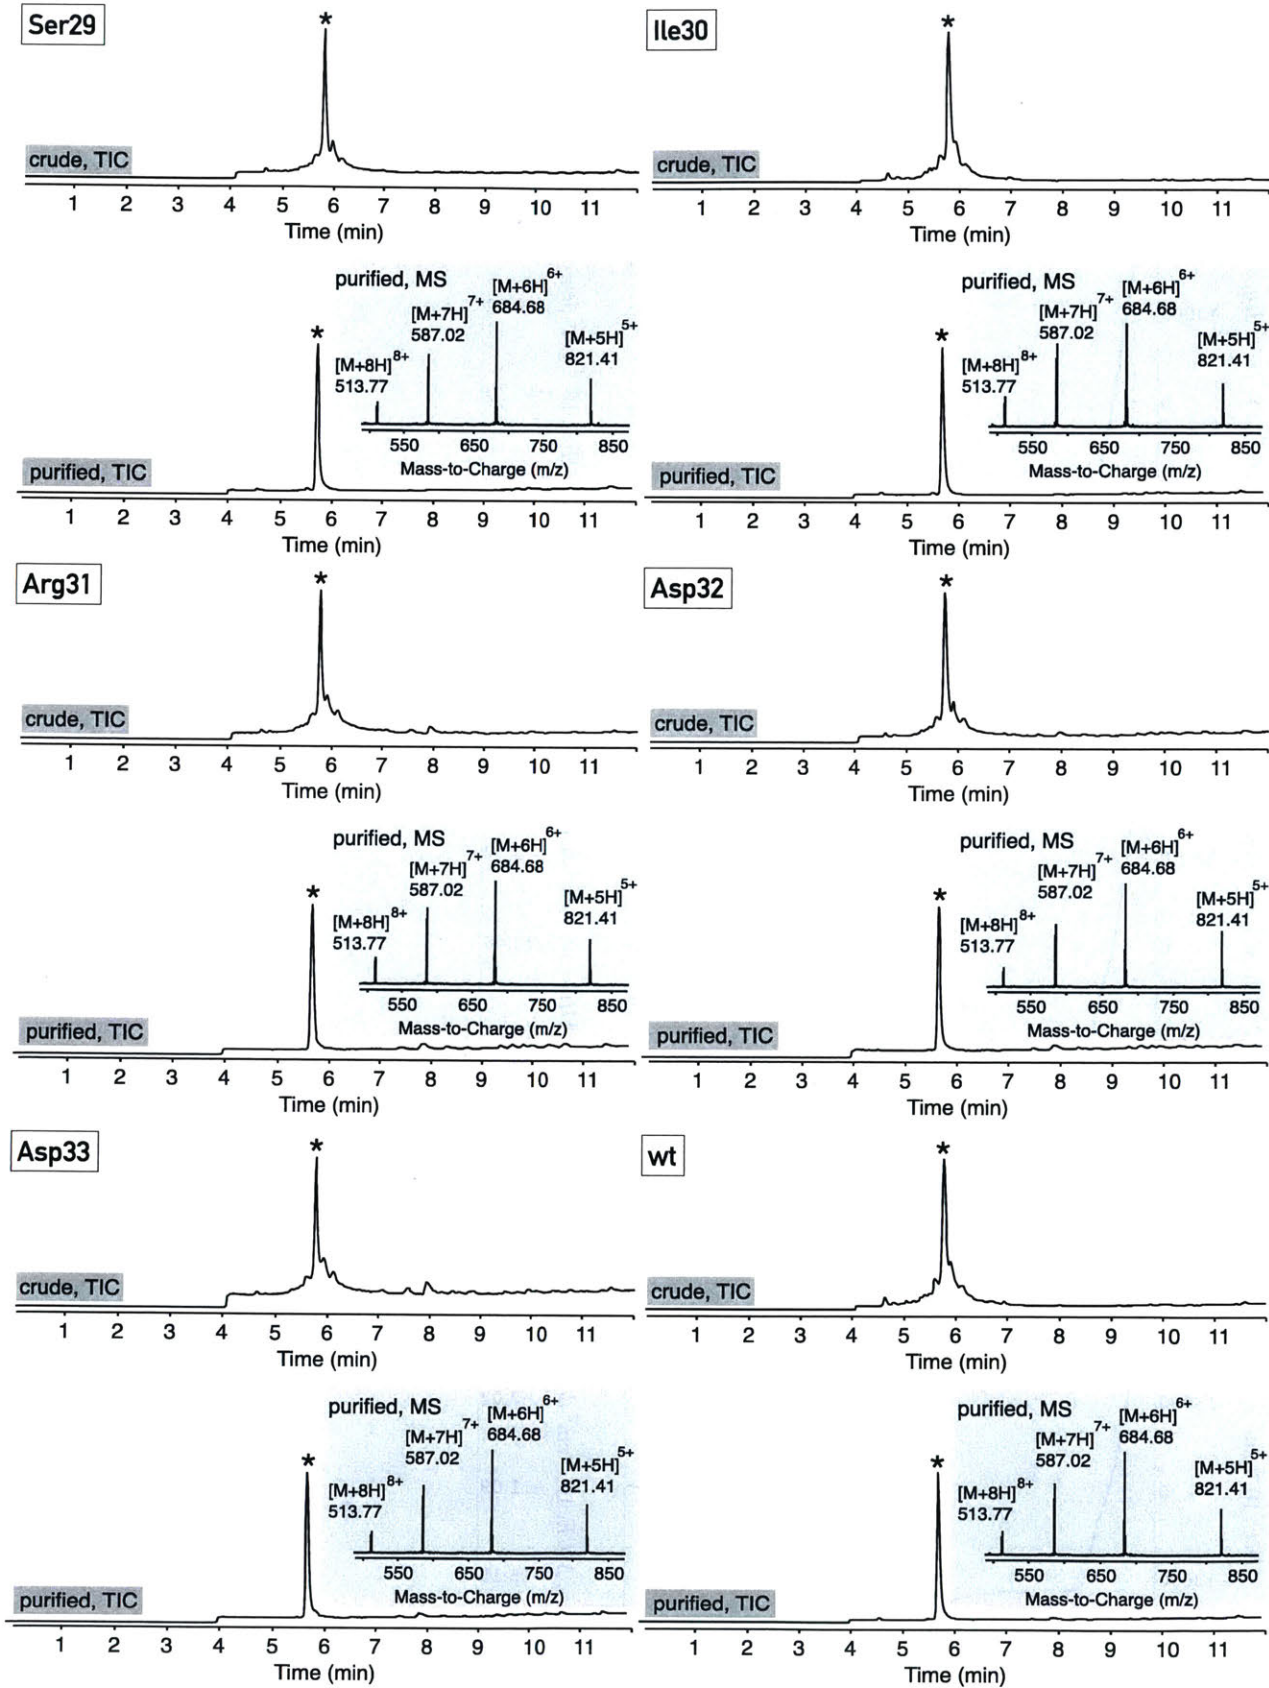 Ser29
*
crude, TIC
1 2 3 4 5 6 7 8 9 10 11
Time (min)
Ile30
*
crude, TIC
1 2 3 4 5 6 7 8 9 10 11
Time (min)
purified, MS
[M+6H]6+
684.68
[M+7H]7+
587.02
*
[M+5H]5+
821.41
[M+8H]8+
513.77
550 650 750 850
Mass-to-Charge (m/z)
purified, TIC
1 2 3 4 5 6 7 8 9 10 11
Time (min)
purified, MS
[M+6H]6+
684.68
[M+7H]7+
587.02
*
[M+5H]5+
821.41
[M+8H]8+
513.77
550 650 750 850
Mass-to-Charge (m/z)
purified, TIC
1 2 3 4 5 6 7 8 9 10 11
Time (min)
Arg31
*
crude, TIC
1 2 3 4 5 6 7 8 9 10 11
Time (min)
Asp32
*
crude, TIC
1 2 3 4 5 6 7 8 9 10 11
Time (min)
purified, MS
[M+6H]6+
684.68
[M+7H]7+
587.02
*
[M+5H]5+
821.41
[M+8H]8+
513.77
550 650 750 850
Mass-to-Charge (m/z)
purified, TIC
1 2 3 4 5 6 7 8 9 10 11
Time (min)
purified, MS
[M+6H]6+
684.68
[M+7H]7+
587.02
*
[M+5H]5+
821.41
[M+8H]8+
513.77
550 650 750 850
Mass-to-Charge (m/z)
purified, TIC
1 2 3 4 5 6 7 8 9 10 11
Time (min)
Asp33
*
crude, TIC
1 2 3 4 5 6 7 8 9 10 11
Time (min)
wt
*
crude, TIC
1 2 3 4 5 6 7 8 9 10 11
Time (min)
purified, MS
[M+6H]6+
684.68
[M+7H]7+
587.02
*
[M+5H]5+
821.41
[M+8H]8+
513.77
550 650 750 850
Mass-to-Charge (m/z)
purified, TIC
1 2 3 4 5 6 7 8 9 10 11
Time (min)
purified, MS
[M+6H]6+
684.68
[M+7H]7+
587.02
*
[M+5H]5+
821.41
[M+8H]8+
513.77
550 650 750 850
Mass-to-Charge (m/z)
purified, TIC
1 2 3 4 5 6 7 8 9 10 11
Time (min)